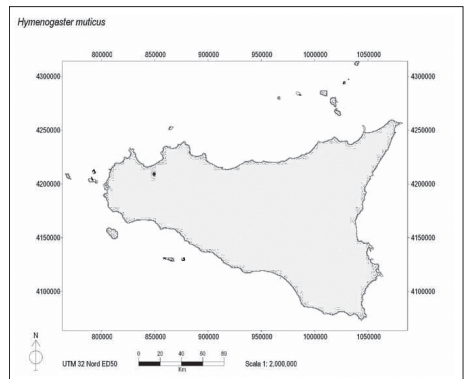 Hymenogaster muticus
800000 850000 900000 950000 1000000 1050000
4300000 4300000
4250000 4250000
4200000 4200000
4150000 4150000
4100000 4100000
800000 850000 900000 950000 1000000 1050000
N
UTM 32 Nord ED50
0 20 40 60 80
Km
Scale 1: 2,000,000